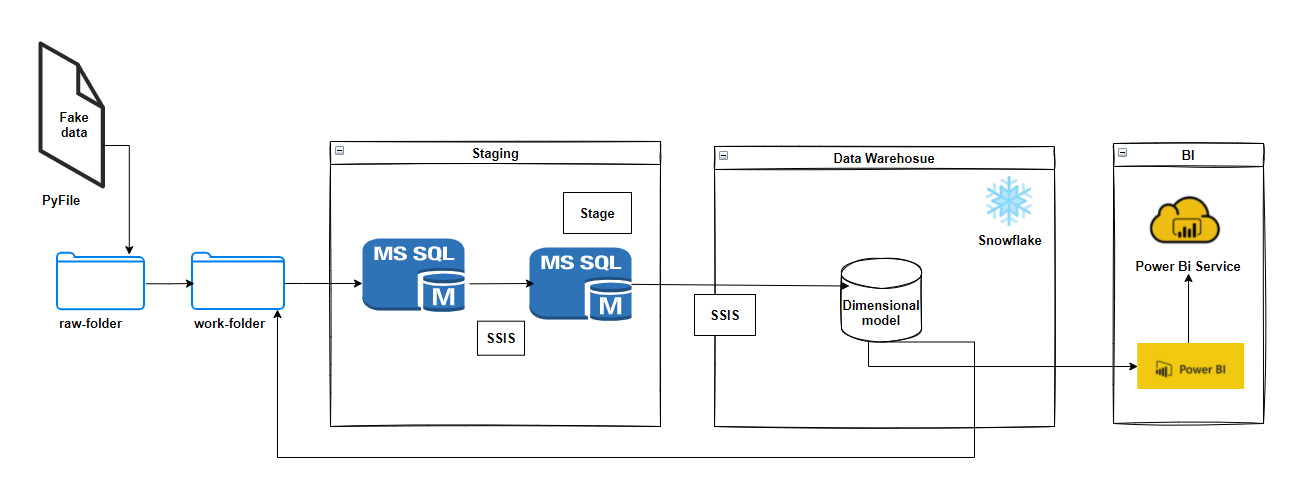 Fake
data
PyFile
raw-folder
work-folder
Staging
Stage
MS SQL
M
MS SQL
M
SSIS
SSIS
Data Warehosue
Snowflake
Dimensional
model
BI
Power Bi Service
Power BI